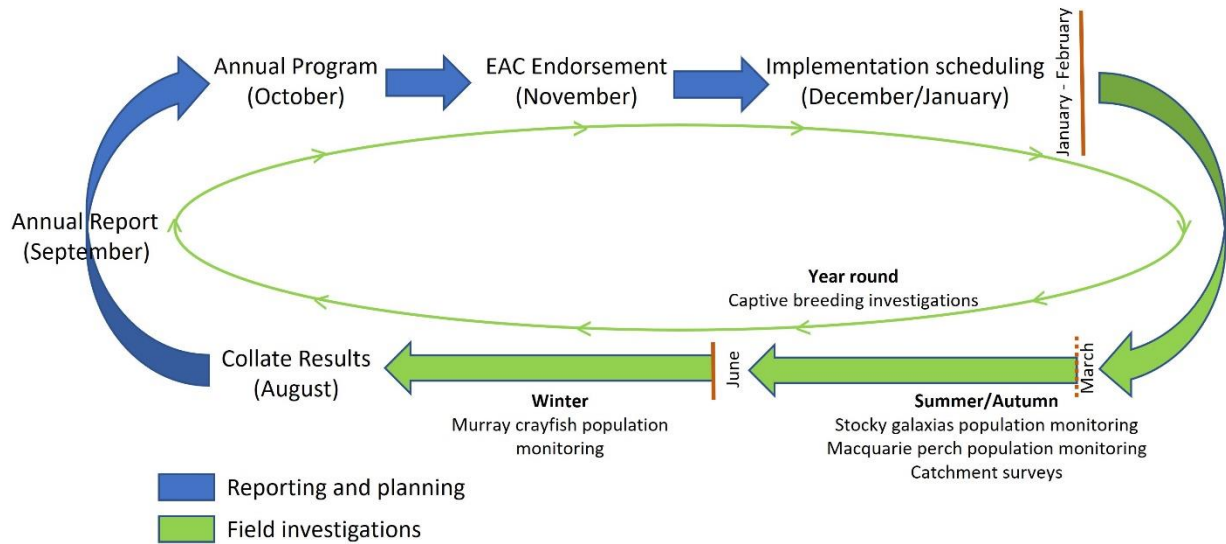 Annual Program
(October)
EAC Endorsement
(November)
Implementation scheduling
(December/January)
January - February
Annual Report
(September)
Year round
Captive breeding investigations
Collate Results
(August)
June
March
Winter
Murray crayfish population
monitoring
Summer/Autumn
Stocky galaxias population monitoring
Macquarie perch population monitoring
Catchment surveys
Reporting and planning
Field investigations